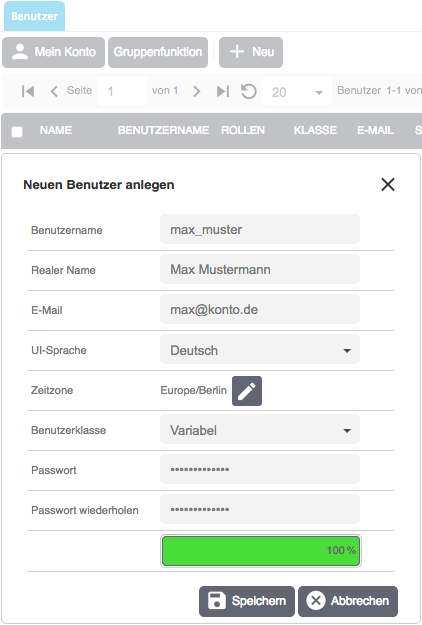 Benutzer
Mein Konto Gruppenfunktion Neu
Seite 1 von 1 20 Benutzer 1-1 von
NAME BENUTZERNAME ROLLEN KLASSE E-MAIL S
Neuen Benutzer anlegen
Benutzername max_muster
Realer Name Max Mustermann
E-Mail max@konto.de
UI-Sprache Deutsch
Zeitzone Europe/Berlin
Benutzerklasse Variabel
Passwort •••••••••••••
Passwort wiederholen •••••••••••••
100 %
Speichern Abbrechen